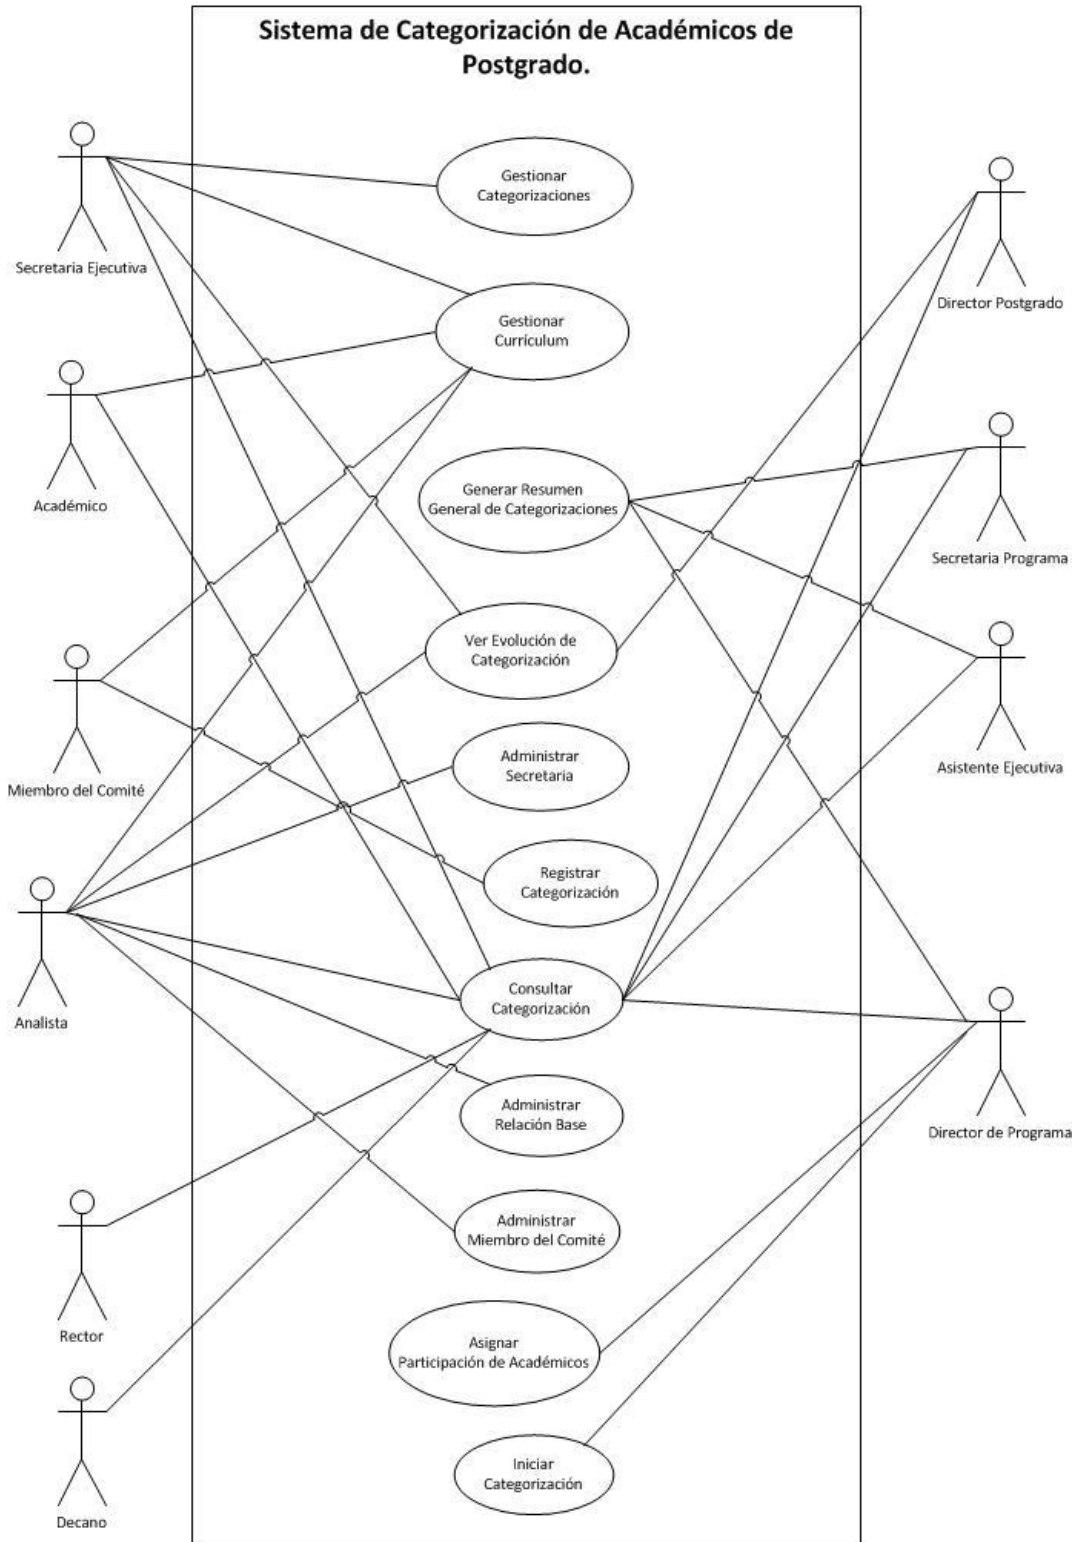 Sistema de Categorización de Académicos de
Postgrado.
Secretaria Ejecutiva
Académico
Miembro del Comité
Analista
Rector
Decano
Gestionar
Categorizaciones
Gestionar
Currículum
Generar Resumen
General de Categorizaciones
Ver Evolución de
Categorización
Administrar
Secretaria
Registrar
Categorización
Consultar
Categorización
Administrar
Relación Base
Administrar
Miembro del Comité
Asignar
Participación de Académicos
Iniciar
Categorización
Director Postgrado
Secretaria Programa
Asistente Ejecutiva
Director de Programa